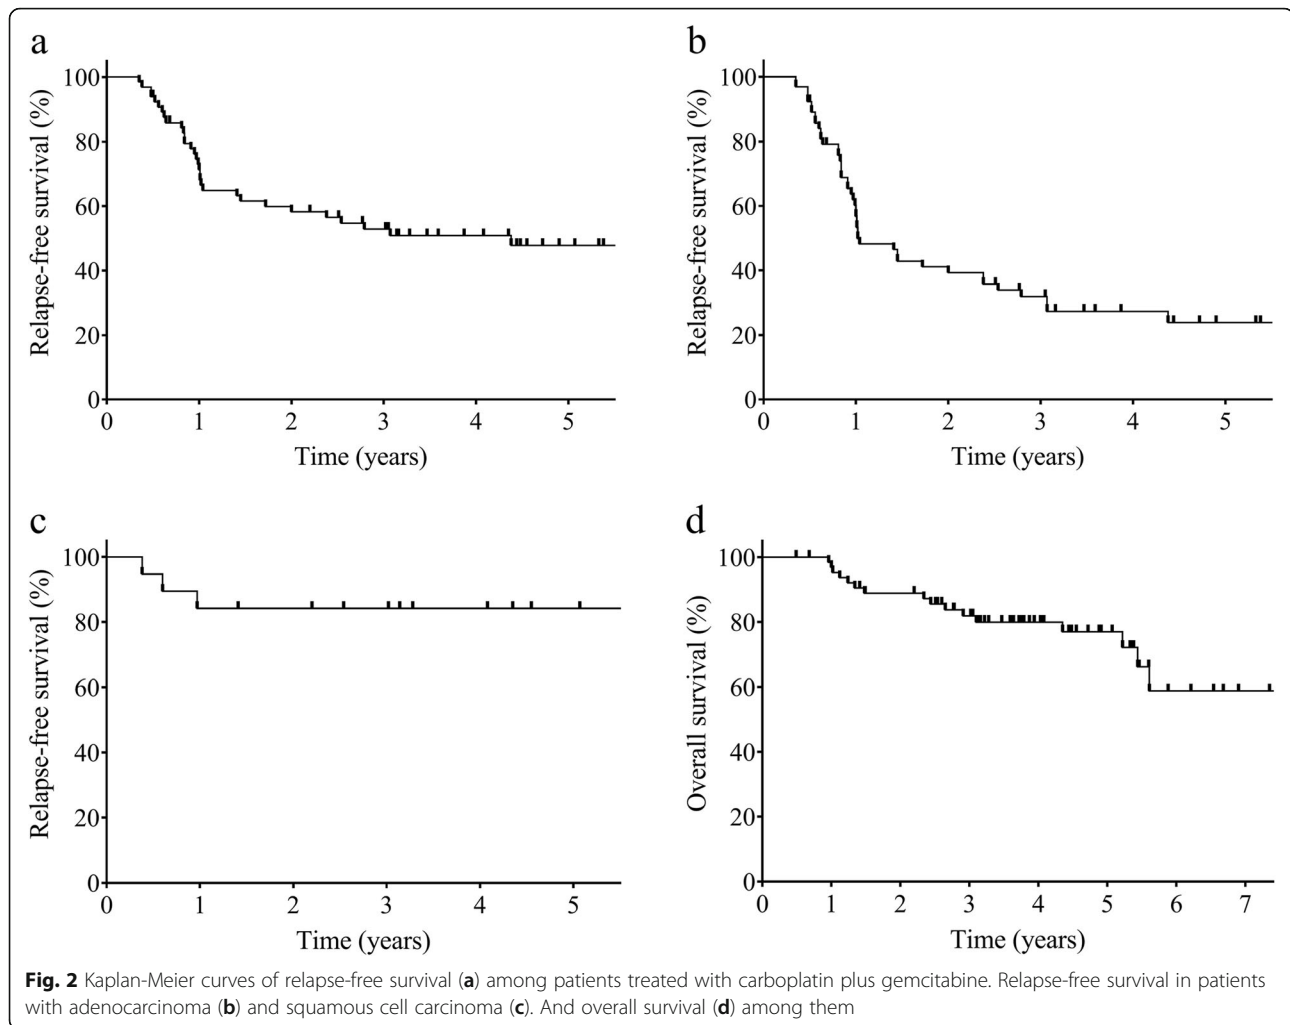 a
Relapse-free survival (%)
100
80
60
40
20
0
0 1 2 3 4 5
Time (years)
b
Relapse-free survival (%)
100
80
60
40
20
0
0 1 2 3 4 5
Time (years)
c
Relapse-free survival (%)
100
80
60
40
20
0
0 1 2 3 4 5
Time (years)
d
Overall survival (%)
100
80
60
40
20
0
0 1 2 3 4 5 6 7
Time (years)
Fig. 2 Kaplan-Meier curves of relapse-free survival (a) among patients treated with carboplatin plus gemcitabine. Relapse-free survival in patients
with adenocarcinoma (b) and squamous cell carcinoma (c). And overall survival (d) among them